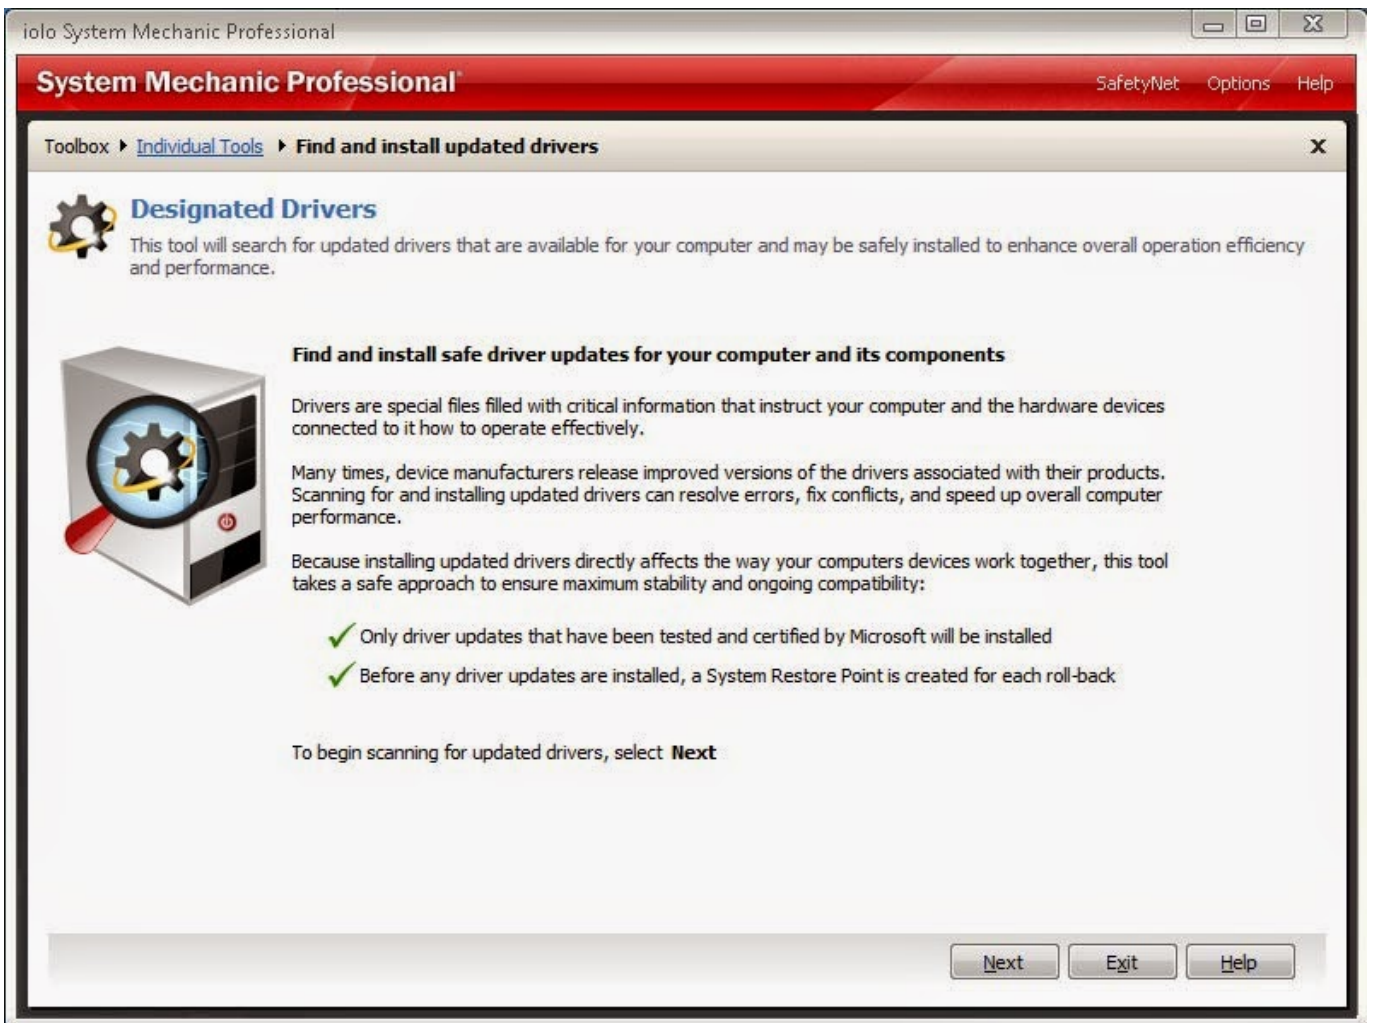 iolo System Mechanic Professional
System Mechanic Professional®
SafetyNet Options Help
Toolbox Individual Tools Find and install updated drivers x
Designated Drivers
This tool will search for updated drivers that are available for your computer and may be safely installed to enhance overall operation efficiency
and performance.
Find and install safe driver updates for your computer and its components
Drivers are special files filled with critical information that instruct your computer and the hardware devices
connected to it how to operate effectively.
Many times, device manufacturers release improved versions of the drivers associated with their products.
Scanning for and installing updated drivers can resolve errors, fix conflicts, and speed up overall computer
performance.
Because installing updated drivers directly affects the way your computers devices work together, this tool
takes a safe approach to ensure maximum stability and ongoing compatibility:
Only driver updates that have been tested and certified by Microsoft will be installed
Before any driver updates are installed, a System Restore Point is created for each roll-back
To begin scanning for updated drivers, select Next
Next Exit Help